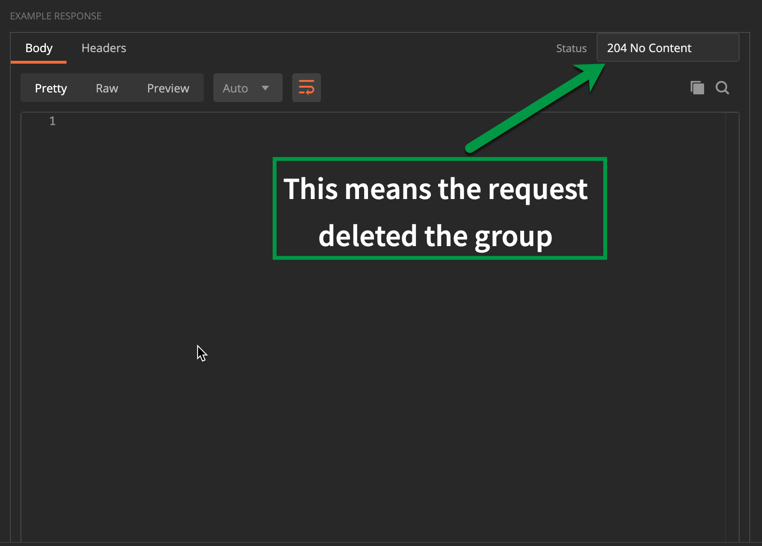 EXAMPLE RESPONSE
Body Headers Status 204 No Content
Pretty Raw Preview Auto
1
This means the request
deleted the group